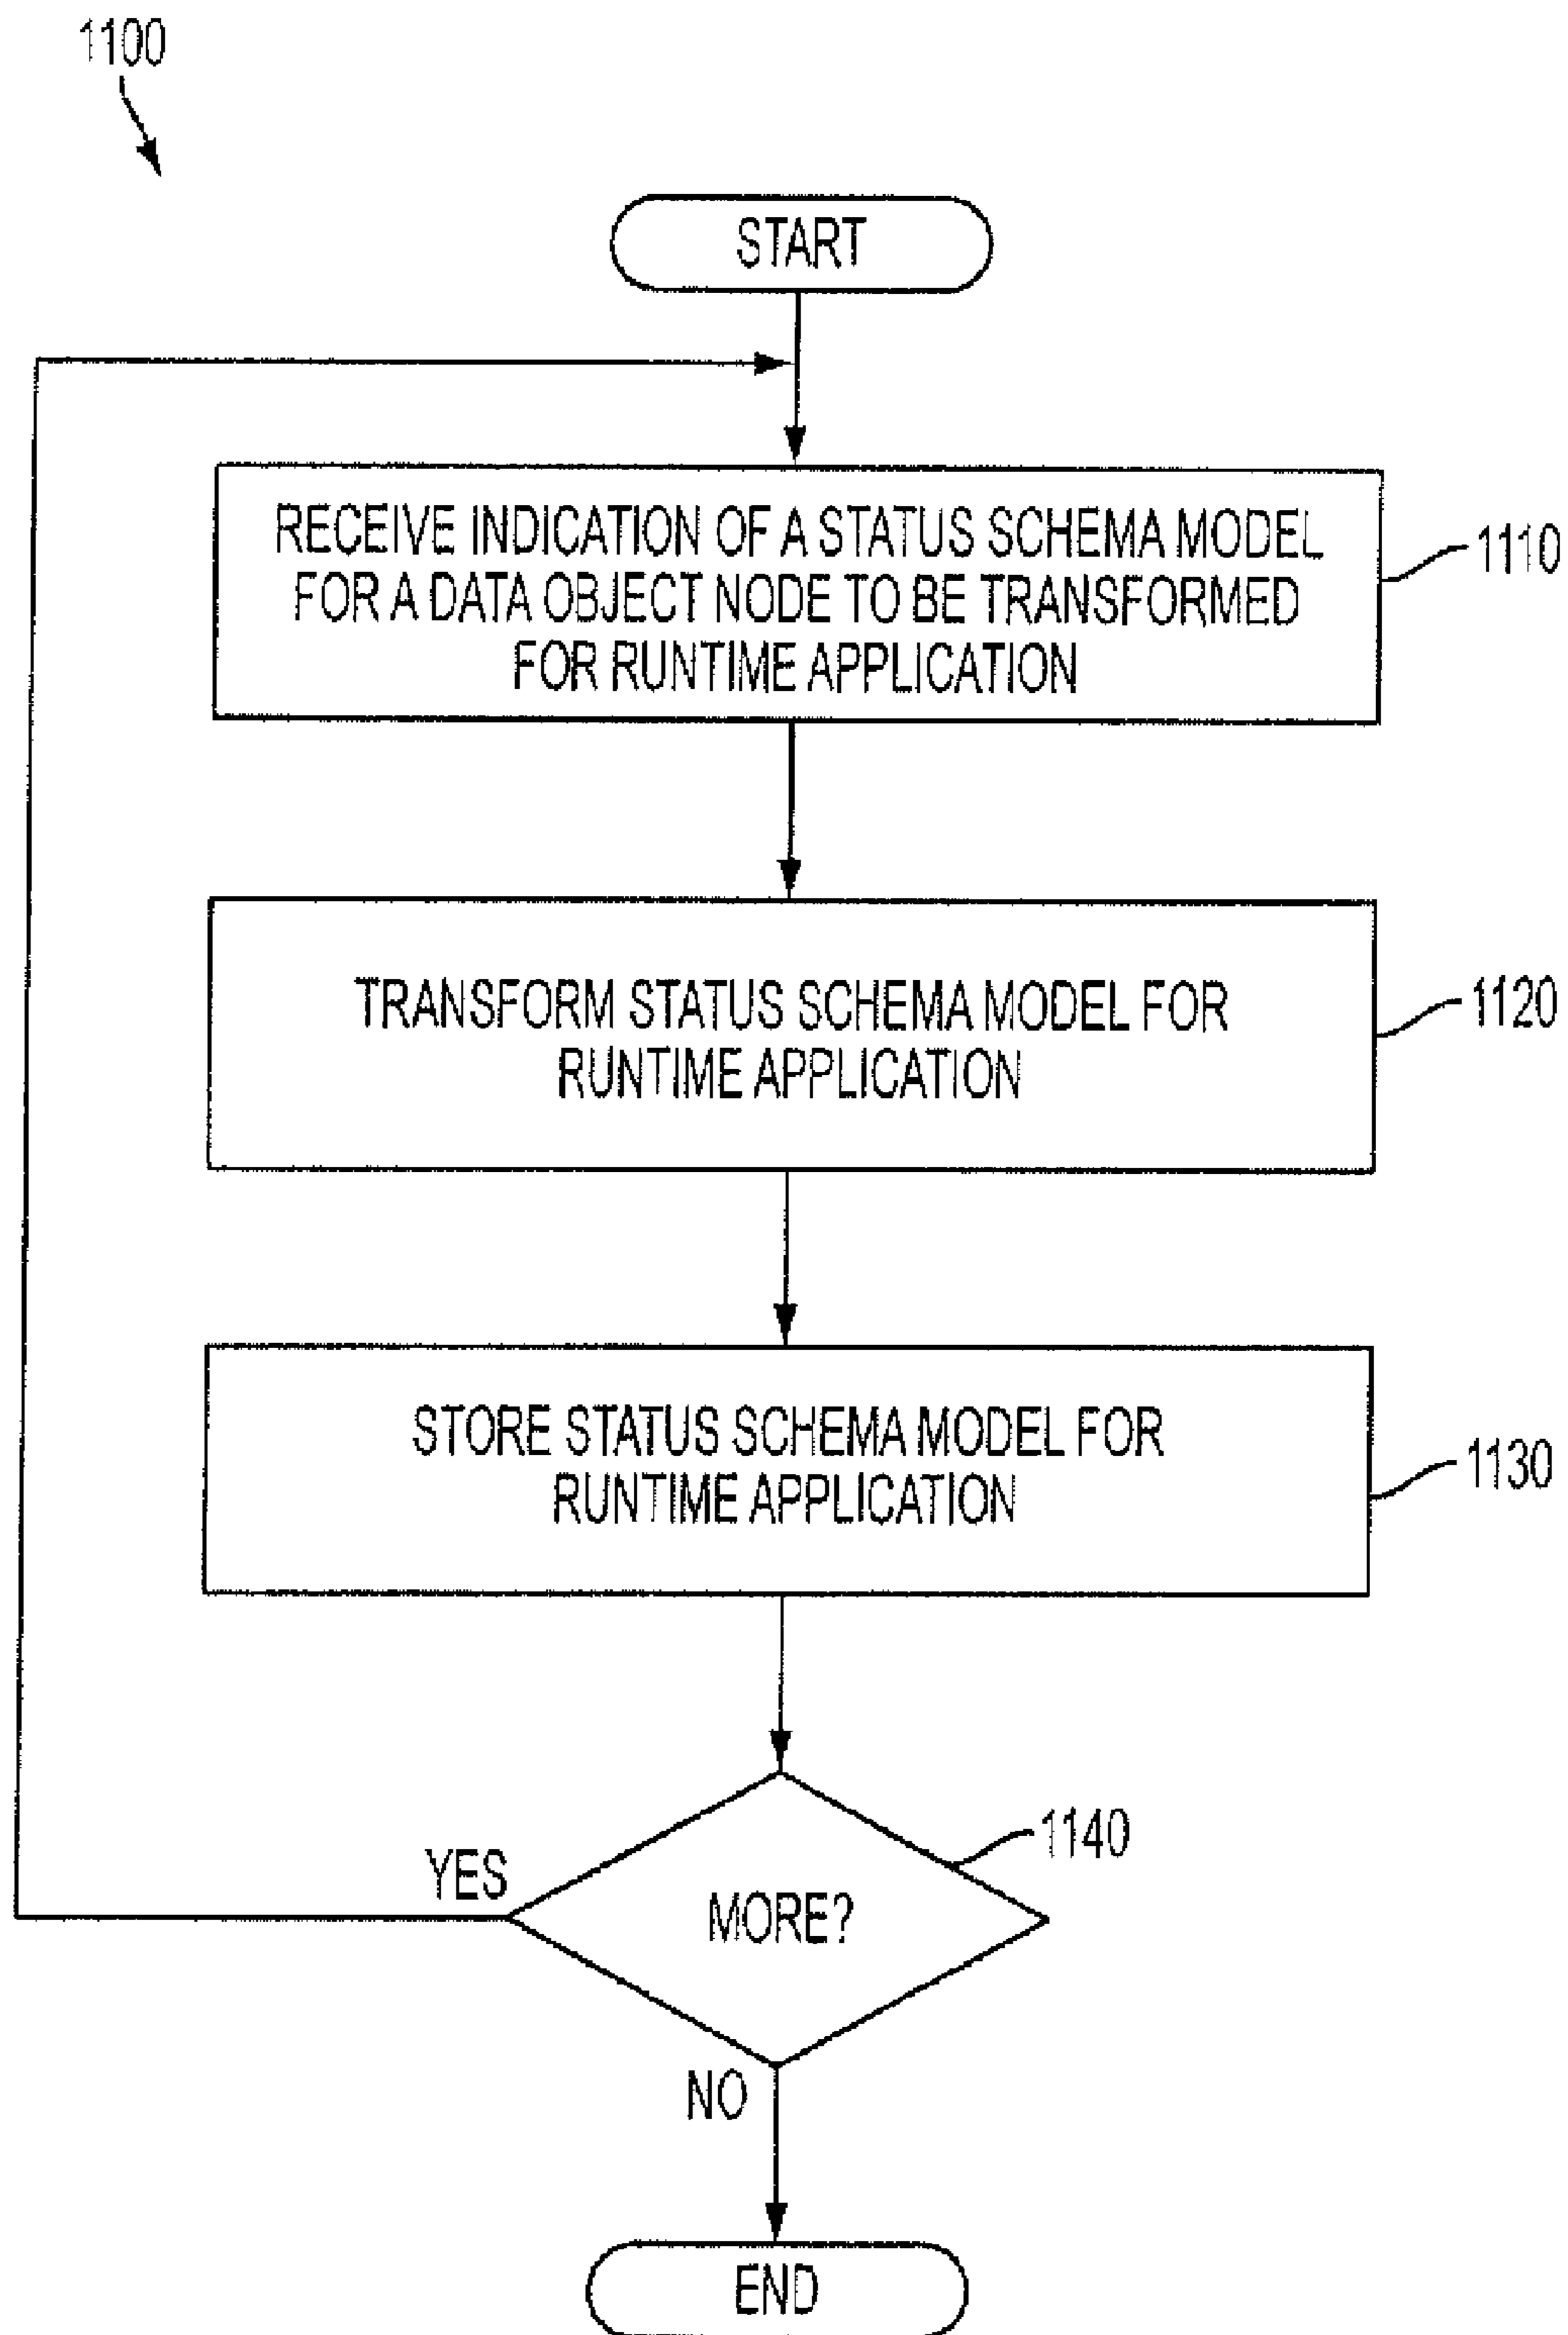 1100
START
RECEIVE INDICATION OF A STATUS SCHEMA MODEL
FOR A DATA OBJECT NODE TO BE TRANSFORMED
FOR RUNTIME APPLICATION
1110
TRANSFORM STATUS SCHEMA MODEL FOR
RUNTIME APPLICATION
1120
STORE STATUS SCHEMA MODEL FOR
RUNTIME APPLICATION
1130
1140
YES
MORE?
NO
END